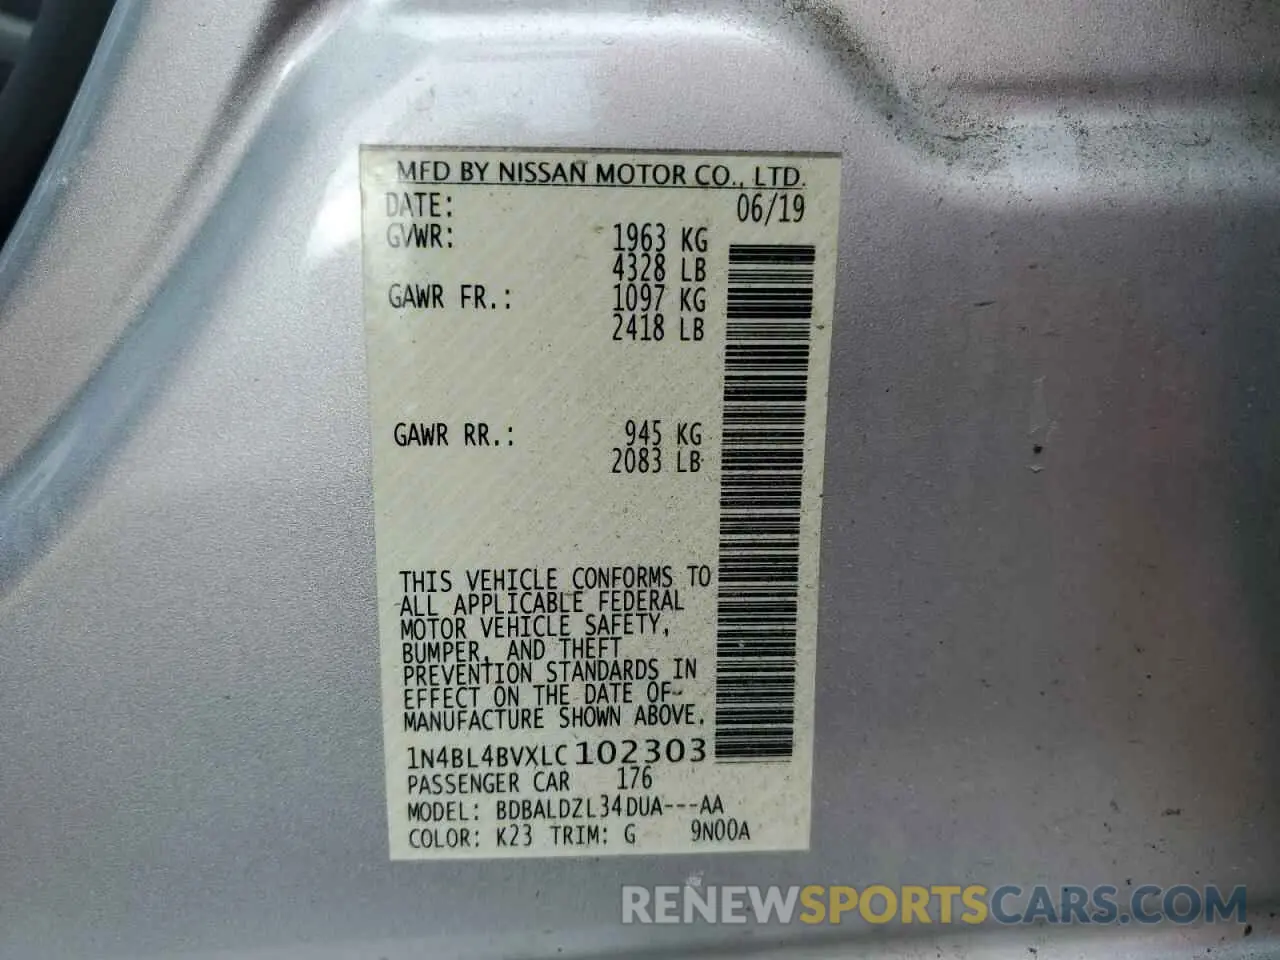 MFD BY NISSAN MOTOR CO., LTD.
DATE: 06/19
GVWR: 1963 KG
4328 LB
GAWR FR.: 1097 KG
2418 LB
GAWR RR.: 945 KG
2083 LB
THIS VEHICLE CONFORMS TO
ALL APPLICABLE FEDERAL
MOTOR VEHICLE SAFETY,
BUMPER, AND THEFT
PREVENTION STANDARDS IN
EFFECT ON THE DATE OF
MANUFACTURE SHOWN ABOVE.
1N4BL4BVXLC102303
PASSENGER CAR 176
MODEL: BDBALDZL34DUA---AA
COLOR: K23 TRIM: G 9N00A
RENEWSPORTSCARS.COM